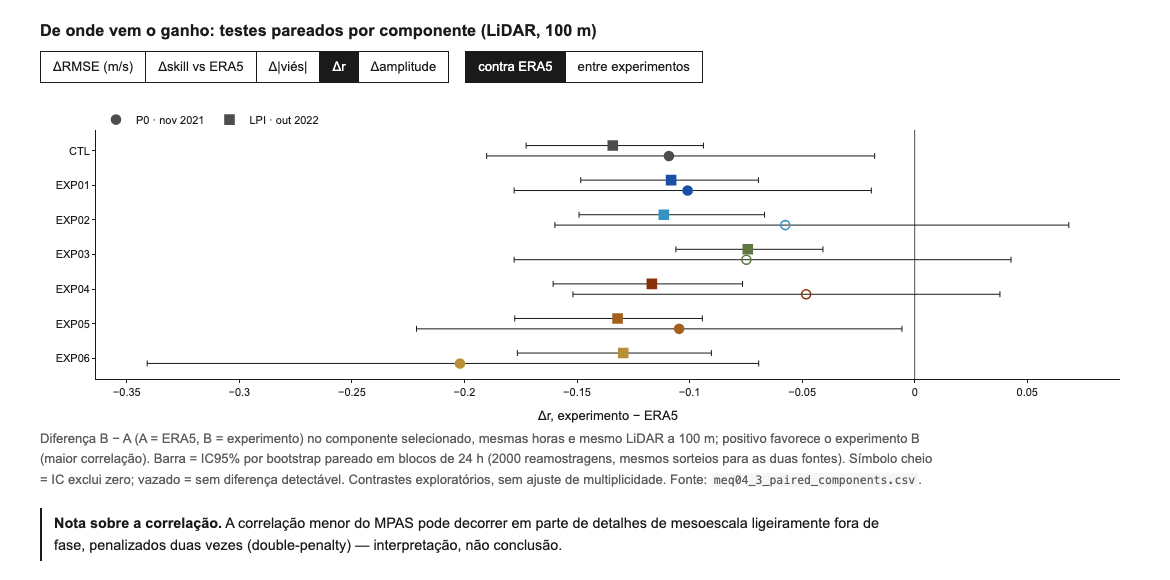 De onde vem o ganho: testes pareados por componente (LiDAR, 100 m)
ΔRMSE (m/s) Δskill vs ERA5 Δ|viés| Δr Δamplitude contra ERA5 entre experimentos
P0 · nov 2021 LPI · out 2022
CTL
EXP01
EXP02
EXP03
EXP04
EXP05
EXP06
−0.35 −0.3 −0.25 −0.2 −0.15 −0.1 −0.05 0 0.05
Δr, experimento − ERA5
Diferença B − A (A = ERA5, B = experimento) no componente selecionado, mesmas horas e mesmo LiDAR a 100 m; positivo favorece o experimento B
(maior correlação). Barra = IC95% por bootstrap pareado em blocos de 24 h (2000 reamostragens, mesmos sorteios para as duas fontes). Símbolo cheio
= IC exclui zero; vazado = sem diferença detectável. Contrastes exploratórios, sem ajuste de multiplicidade. Fonte: meq04_3_paired_components.csv.
Nota sobre a correlação. A correlação menor do MPAS pode decorrer em parte de detalhes de mesoescala ligeiramente fora de
fase, penalizados duas vezes (double-penalty) — interpretação, não conclusão.